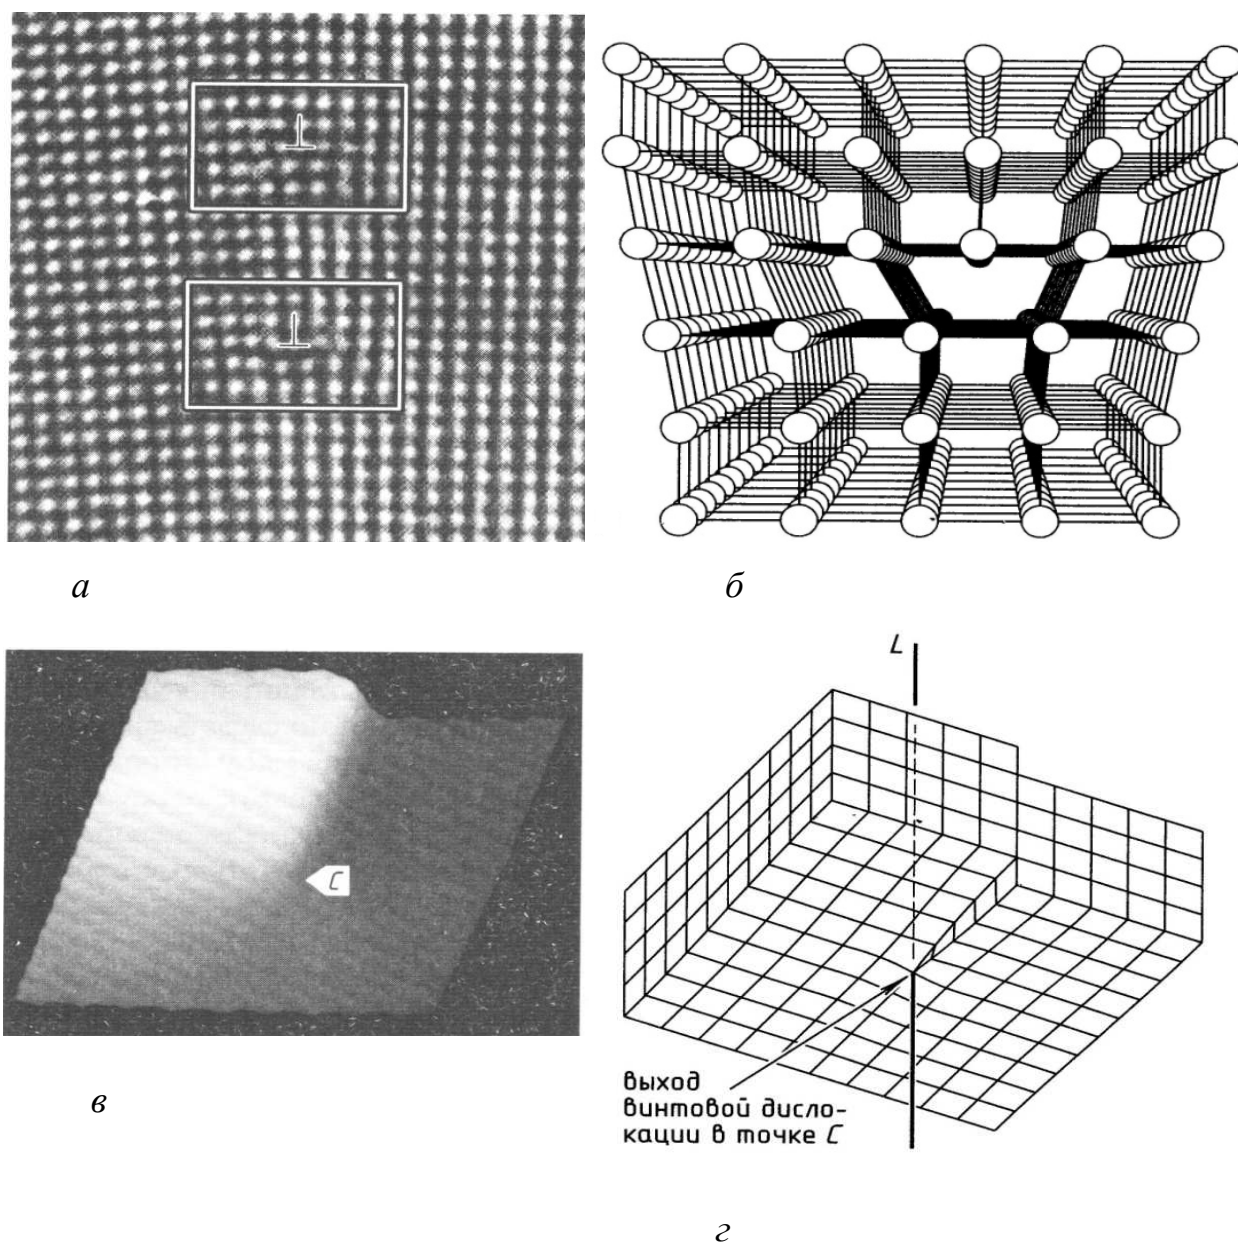 а
б
L
C
выход
винтовой дисло-
кации в точке C
в
г